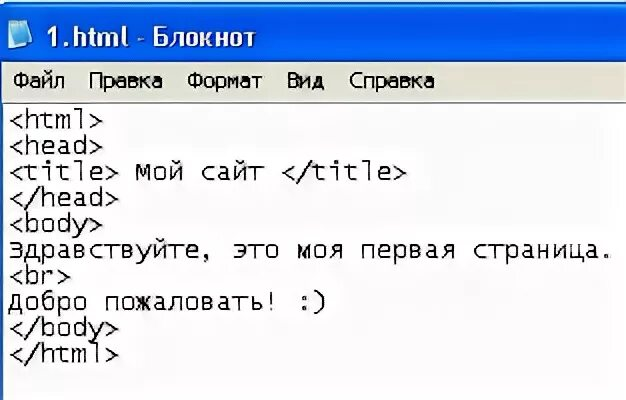 1.html - Блокнот
Файл Правка Формат Вид Справка
<html>
<head>
<title> Мой сайт </title>
</head>
<body>
Здравствуйте, это моя первая страница.
<br>
Добро пожаловать! :)
</body>
</html>